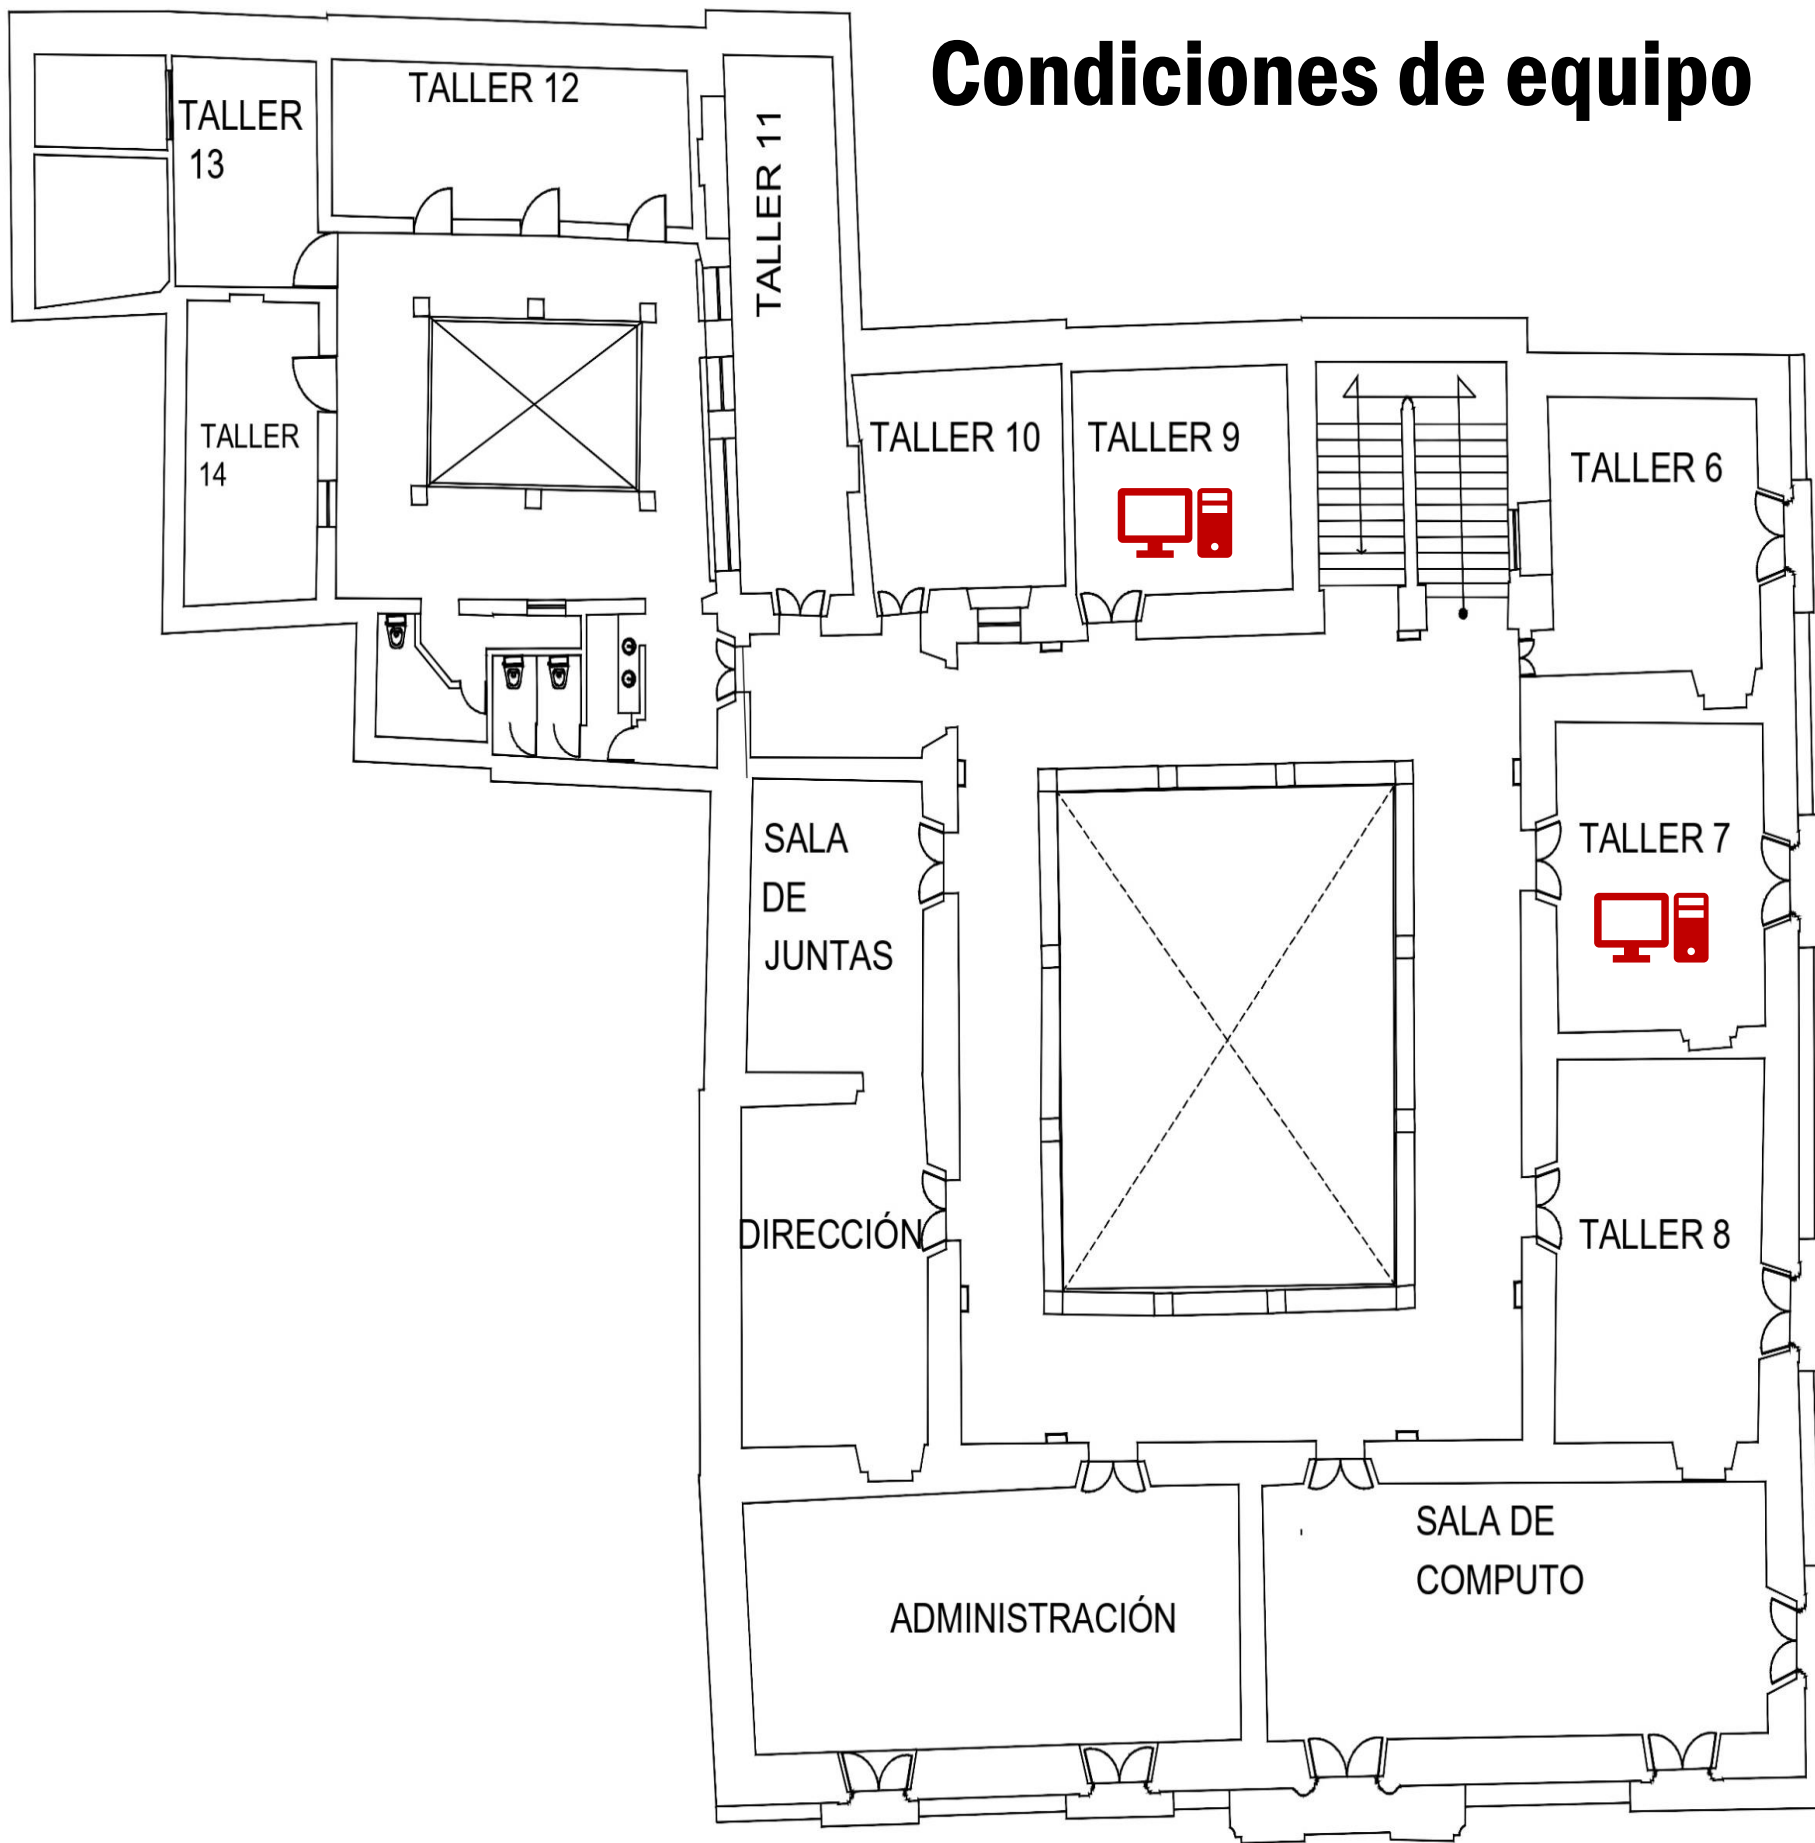 Condiciones de equipo
TALLER 12
TALLER
13
TALLER 11
TALLER
14
TALLER 10
TALLER 9
TALLER 6
SALA
DE
JUNTAS
TALLER 7
DIRECCIÓN
TALLER 8
SALA DE
COMPUTO
ADMINISTRACIÓN